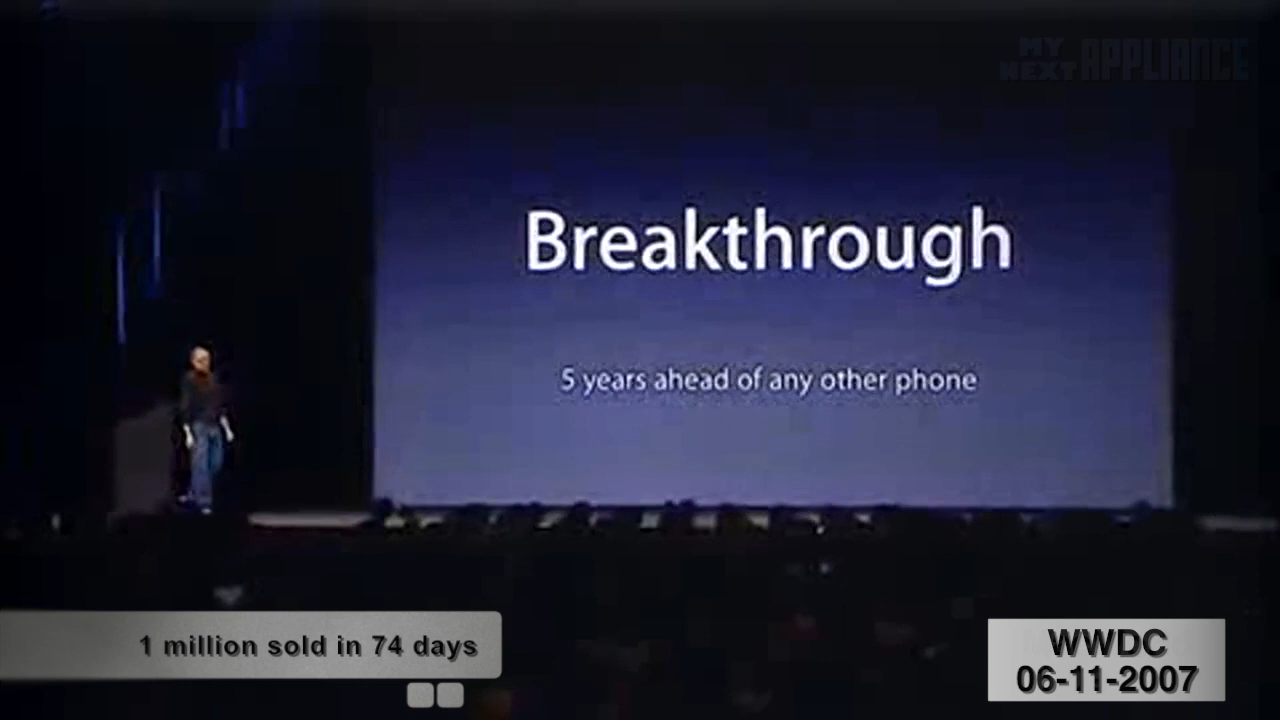 MY
NEXT APPLIANCE
Breakthrough
5 years ahead of any other phone
1 million sold in 74 days
WWDC
06-11-2007